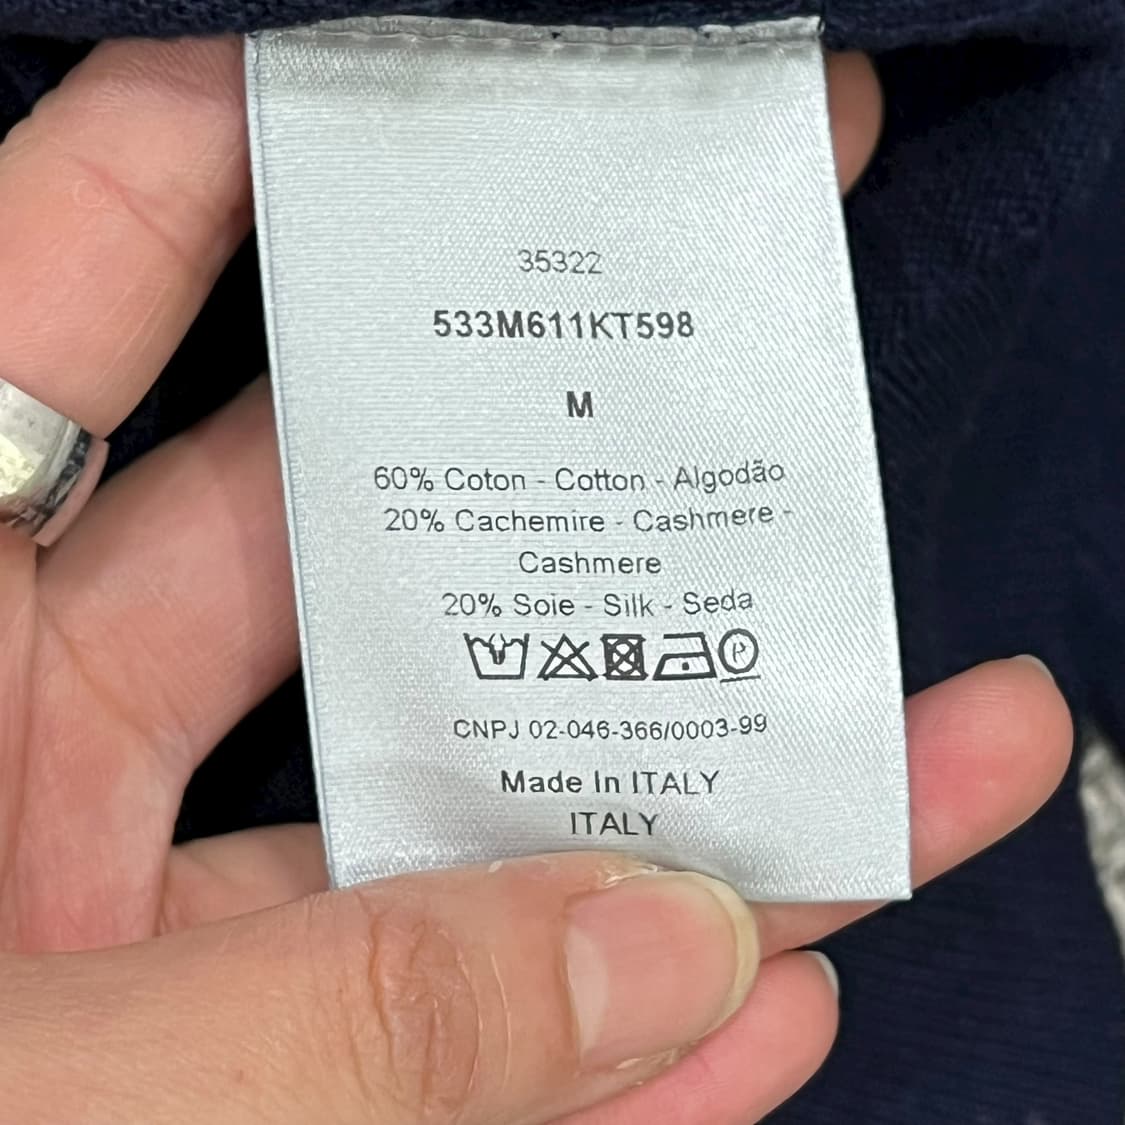 35322
533M611KT598
M
60% Coton - Cotton - Algodão
20% Cachemire - Cashmere -
Cashmere
20% Soie - Silk - Seda
P
CNPJ 02-046-366/0003-99
Made In ITALY
ITALY